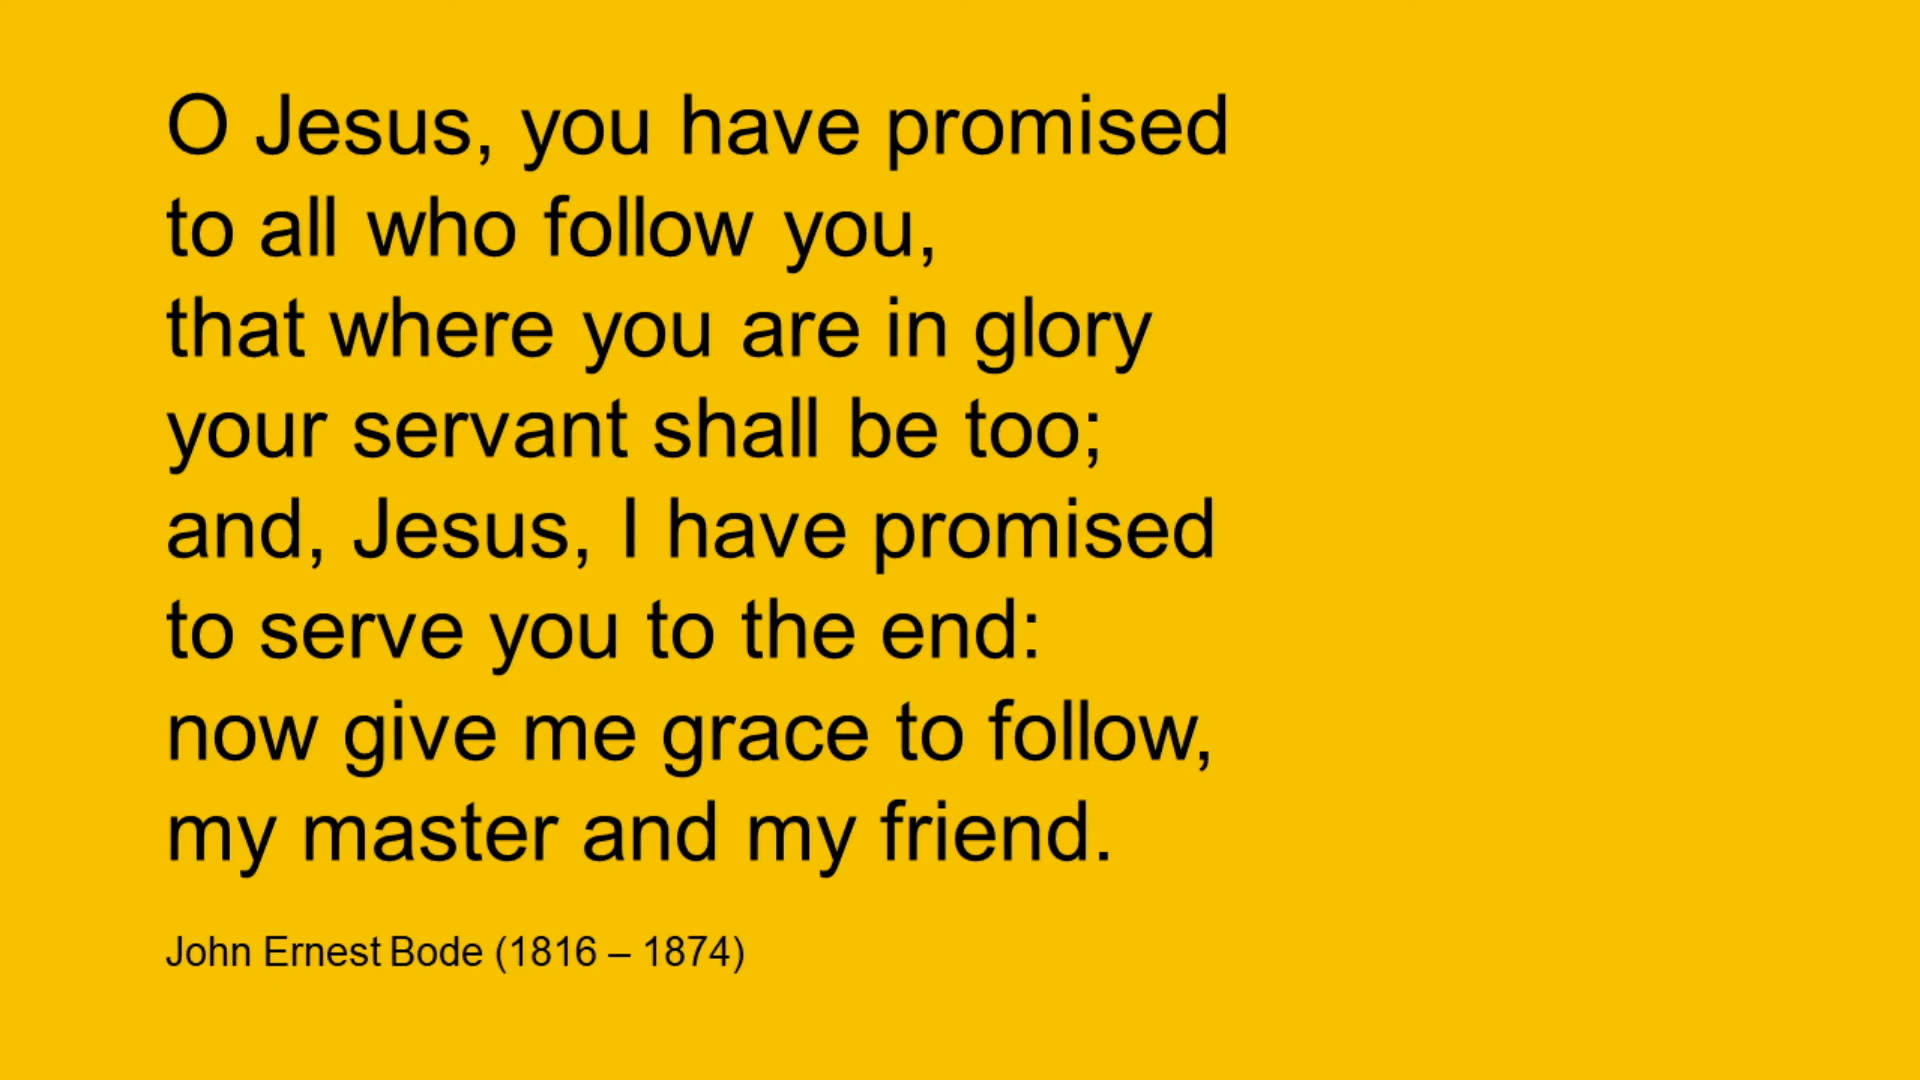 O Jesus, you have promised
to all who follow you,
that where you are in glory
your servant shall be too;
and, Jesus, I have promised
to serve you to the end:
now give me grace to follow,
my master and my friend.
John Ernest Bode (1816 – 1874)